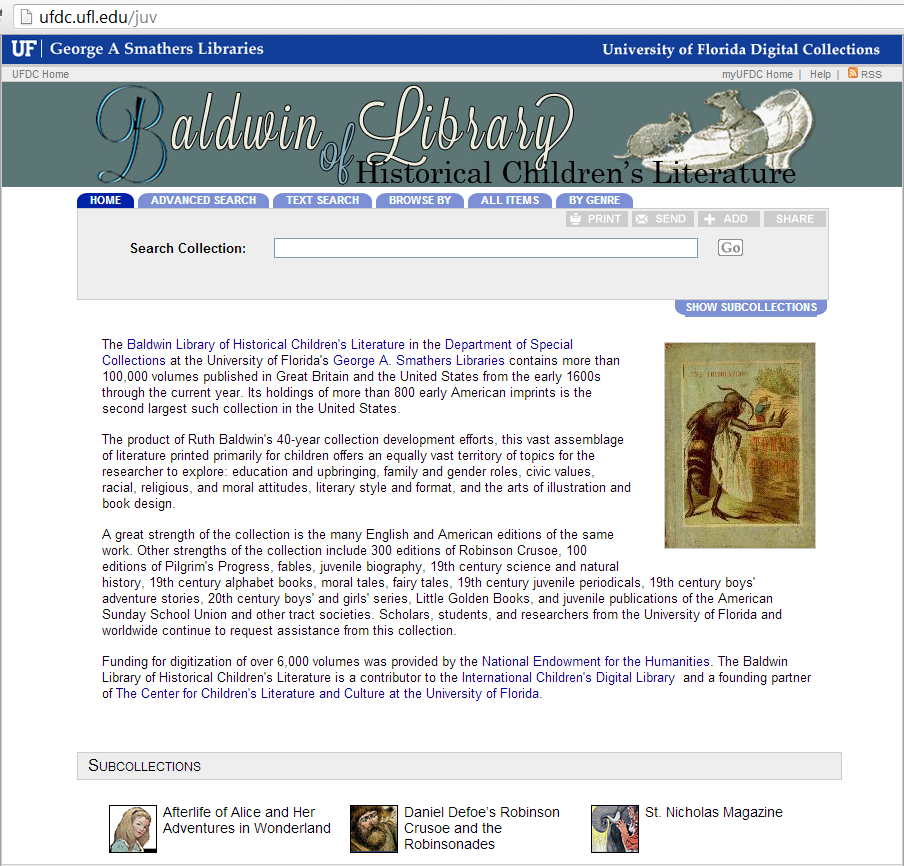 ufdc.ufl.edu/juv
UF George A Smathers Libraries University of Florida Digital Collections
UFDC Home myUFDC Home | Help | RSS
Baldwin Library
of Historical Children's Literature
HOME ADVANCED SEARCH TEXT SEARCH BROWSE BY ALL ITEMS BY GENRE
PRINT SEND ADD SHARE
Search Collection: Go
SHOW SUBCOLLECTIONS
The Baldwin Library of Historical Children's Literature in the Department of Special
Collections at the University of Florida's George A. Smathers Libraries contains more than
100,000 volumes published in Great Britain and the United States from the early 1600s
through the current year. Its holdings of more than 800 early American imprints is the
second largest such collection in the United States.
The product of Ruth Baldwin's 40-year collection development efforts, this vast assemblage
of literature printed primarily for children offers an equally vast territory of topics for the
researcher to explore: education and upbringing, family and gender roles, civic values,
racial, religious, and moral attitudes, literary style and format, and the arts of illustration and
book design.
A great strength of the collection is the many English and American editions of the same
work. Other strengths of the collection include 300 editions of Robinson Crusoe, 100
editions of Pilgrim's Progress, fables, juvenile biography, 19th century science and natural
history, 19th century alphabet books, moral tales, fairy tales, 19th century juvenile periodicals, 19th century boys'
adventure stories, 20th century boys' and girls' series, Little Golden Books, and juvenile publications of the American
Sunday School Union and other tract societies. Scholars, students, and researchers from the University of Florida and
worldwide continue to request assistance from this collection.
Funding for digitization of over 6,000 volumes was provided by the National Endowment for the Humanities. The Baldwin
Library of Historical Children's Literature is a contributor to the International Children's Digital Library and a founding partner
of The Center for Children's Literature and Culture at the University of Florida.
SUBCOLLECTIONS
Afterlife of Alice and Her
Adventures in Wonderland
Daniel Defoe's Robinson
Crusoe and the
Robinsonades
St. Nicholas Magazine